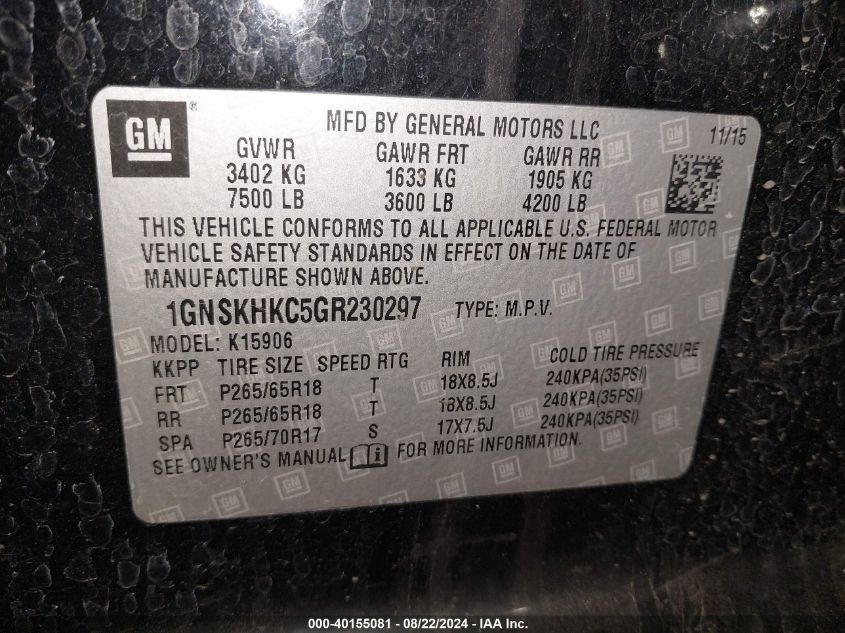 GM
MFD BY GENERAL MOTORS LLC
11/15
GVWR GAWR FRT GAWR RR
3402 KG 1633 KG 1905 KG
7500 LB 3600 LB 4200 LB
THIS VEHICLE CONFORMS TO ALL APPLICABLE U.S. FEDERAL MOTOR
VEHICLE SAFETY STANDARDS IN EFFECT ON THE DATE OF
MANUFACTURE SHOWN ABOVE.
1GNSKHKC5GR230297 TYPE: M.P.V.
MODEL: K15906
KKPP TIRE SIZE SPEED RTG RIM COLD TIRE PRESSURE
FRT P265/65R18 T 18X8.5J 240KPA(35PSI)
RR P265/65R18 T 18X8.5J 240KPA(35PSI)
SPA P265/70R17 S 17X7.5J 240KPA(35PSI)
SEE OWNER'S MANUAL i FOR MORE INFORMATION.
000-40155081 - 08/22/2024 - IAA Inc.